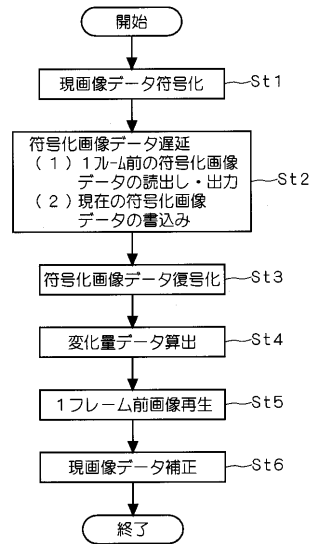 開始
現画像データ符号化 St1
符号化画像データ遅延
(1)1フレーム前の符号化画像
データの読出し・出力
(2)現在の符号化画像
データの書込み
St2
符号化画像データ復号化 St3
変化量データ算出 St4
1フレーム前画像再生 St5
現画像データ補正 St6
終了